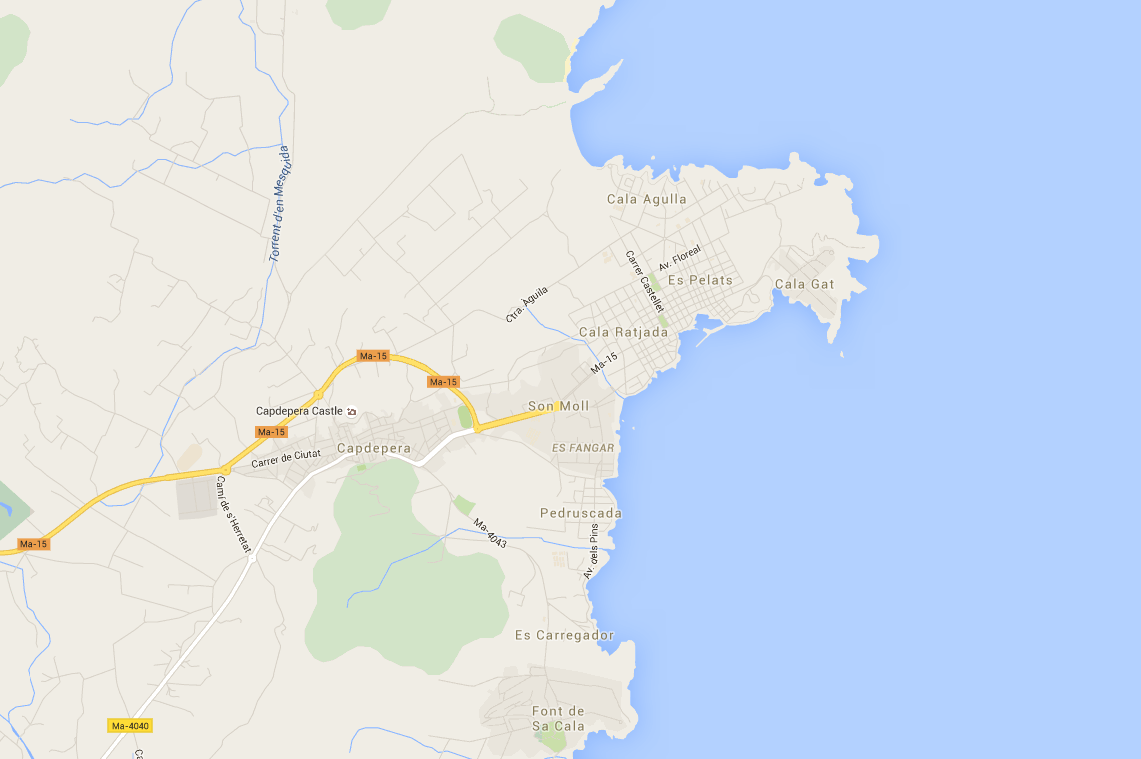 Torrent d'en Mesquida
Cala Agulla
Av. Floreal
Carrer Castellet
Es Pelats
Cala Gat
Ctra. Àguila
Cala Ratjada
Ma-15
Ma-15
Ma-15
Son Moll
Capdepera Castle
Ma-15
Capdepera
ES FANGAR
Carrer de Ciutat
Camí de s'Herretat
Pedruscada
Ma-4043
Av. dels Pins
Ma-15
Es Carregador
Font de
Sa Cala
Ma-4040